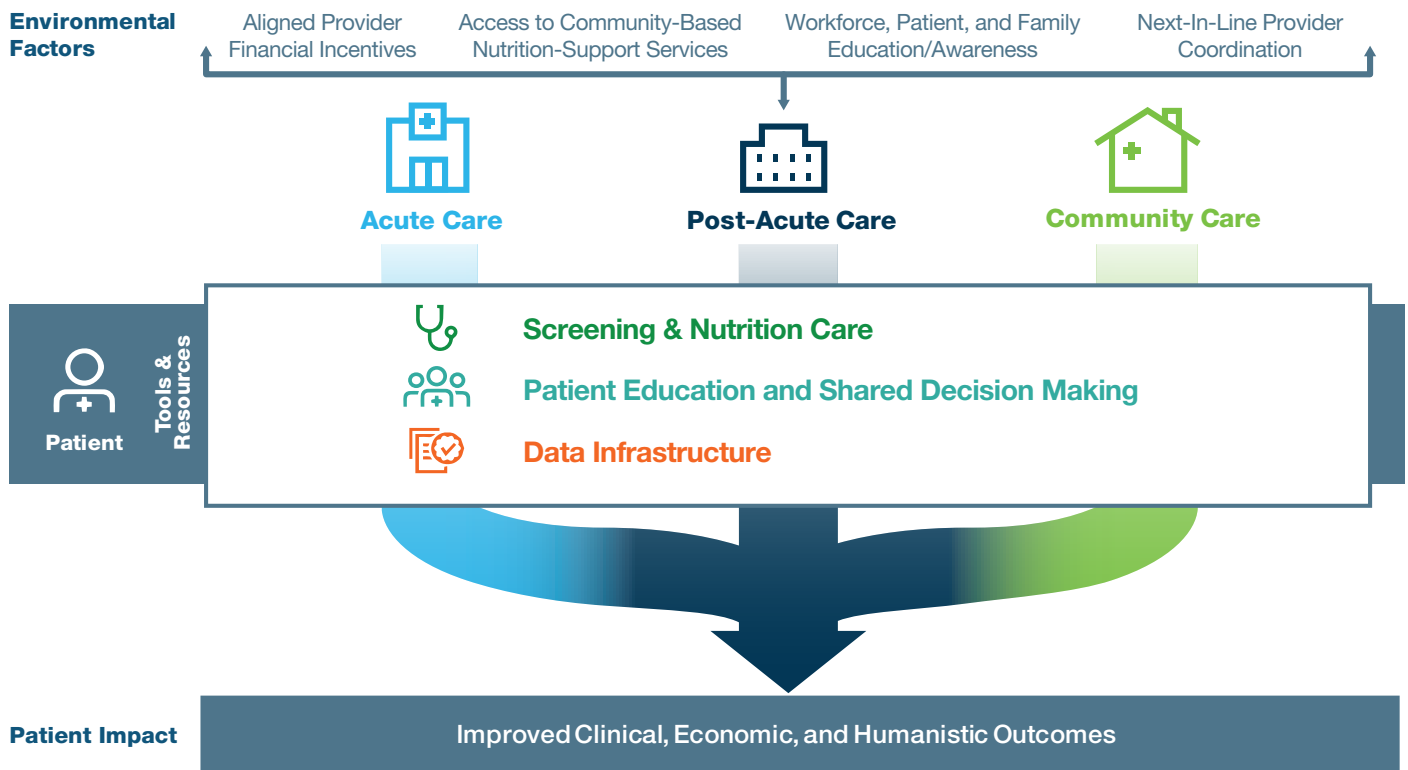 Environmental
Factors
Aligned Provider
Financial Incentives
Access to Community-Based
Nutrition-Support Services
Workforce, Patient, and Family
Education/Awareness
Next-In-Line Provider
Coordination
Acute Care
Post-Acute Care
Community Care
Patient
Tools &
Resources
Screening & Nutrition Care
Patient Education and Shared Decision Making
Data Infrastructure
Patient Impact
Improved Clinical, Economic, and Humanistic Outcomes